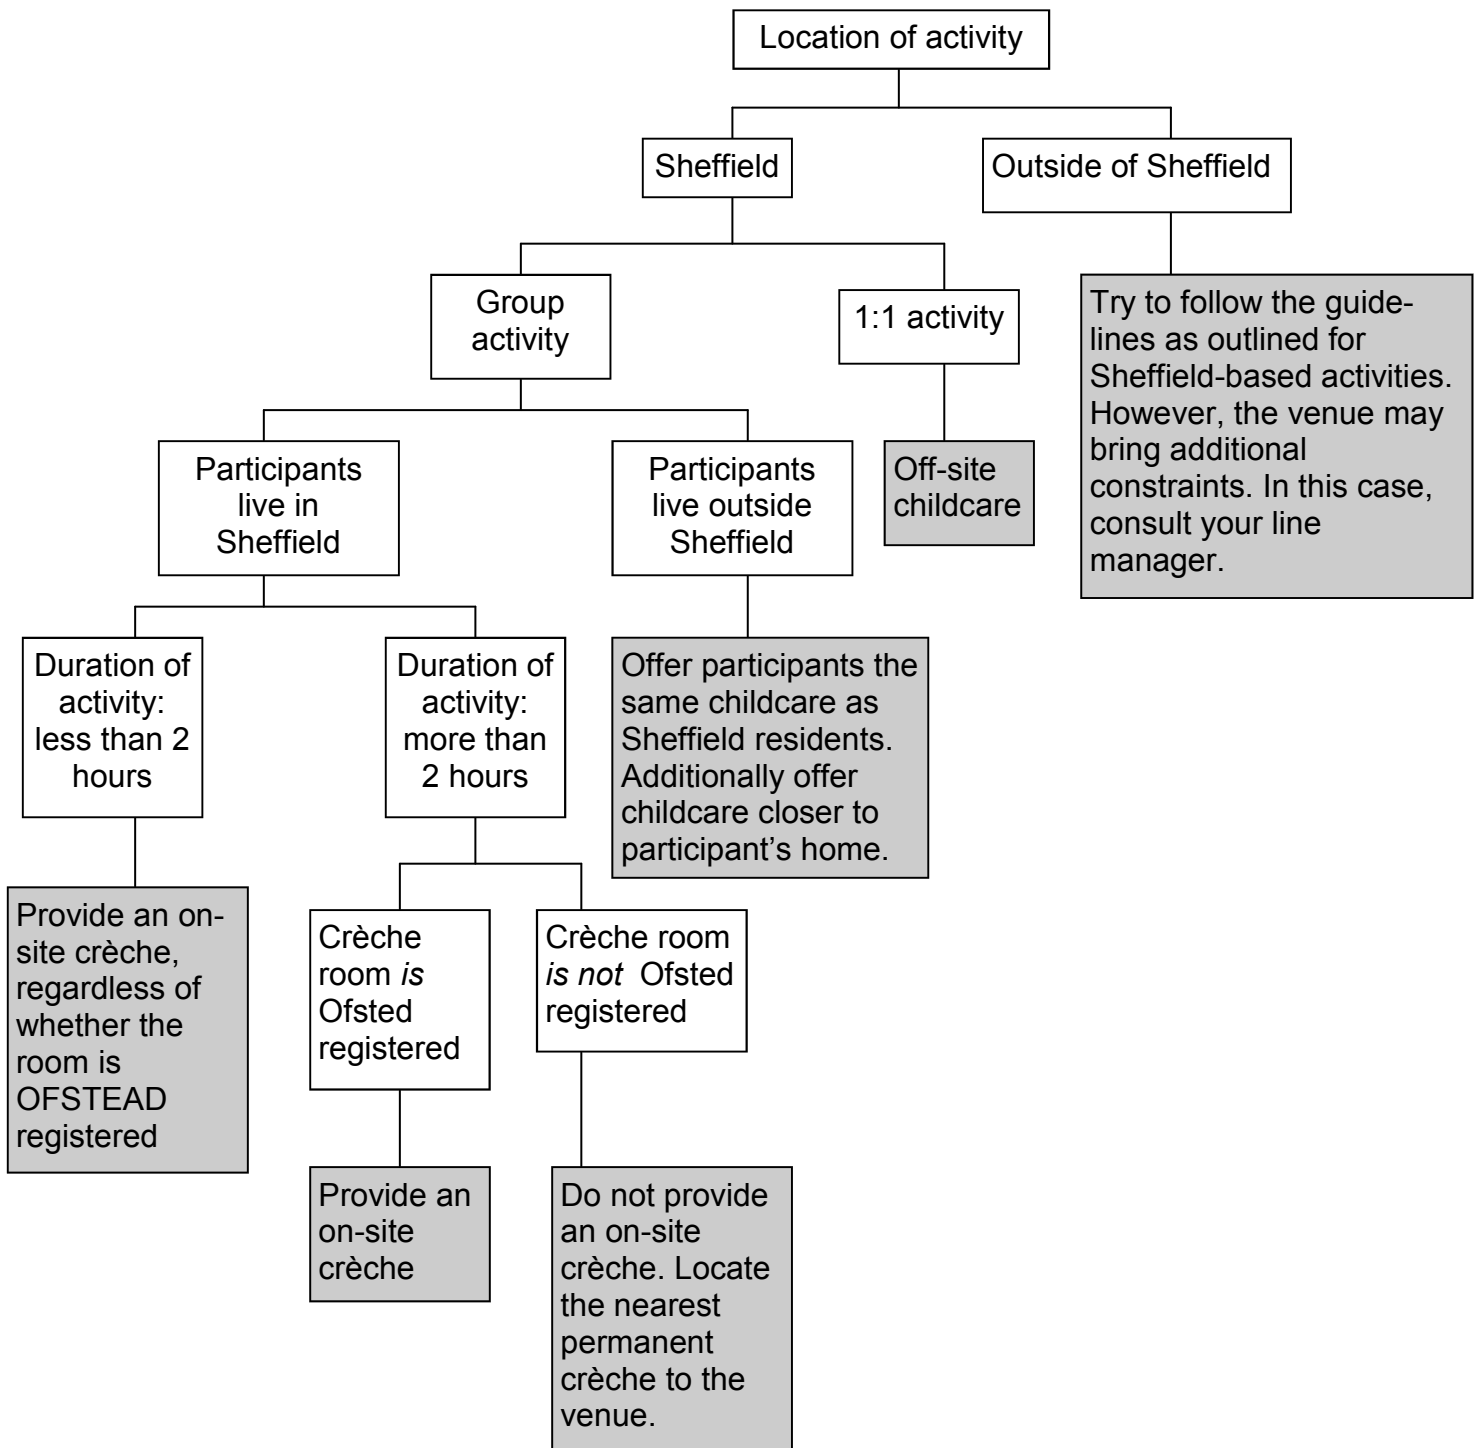 Location of activity
Sheffield
Outside of Sheffield
Group
activity
1:1 activity
Try to follow the guide-
lines as outlined for
Sheffield-based activities.
However, the venue may
bring additional
constraints. In this case,
consult your line
manager.
Participants
live in
Sheffield
Participants
live outside
Sheffield
Off-site
childcare
Duration of
activity:
less than 2
hours
Duration of
activity:
more than
2 hours
Offer participants the
same childcare as
Sheffield residents.
Additionally offer
childcare closer to
participant’s home.
Provide an on-
site crèche,
regardless of
whether the
room is
OFSTEAD
registered
Crèche
room is
Ofsted
registered
Crèche room
is not Ofsted
registered
Provide an
on-site
crèche
Do not provide
an on-site
crèche. Locate
the nearest
permanent
crèche to the
venue.